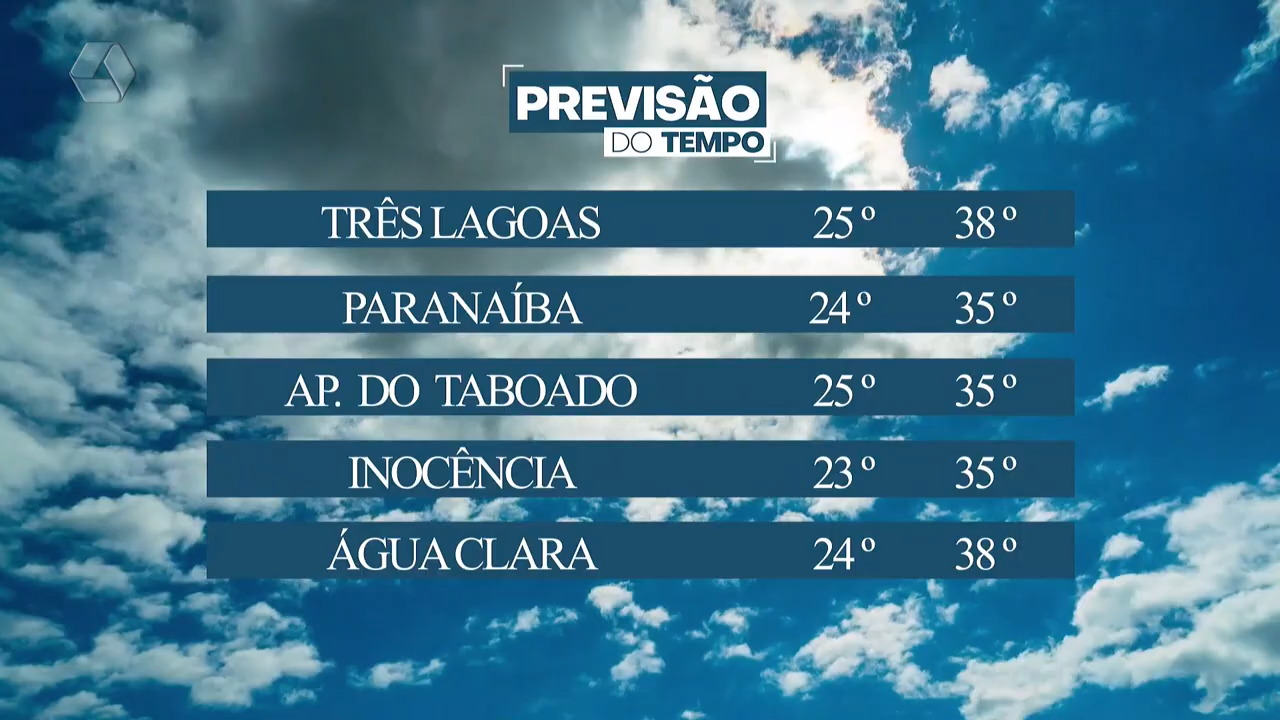 PREVISÃO
DO TEMPO
TRÊS LAGOAS 25º 38º
PARANAÍBA 24º 35º
AP. DO TABOADO 25º 35º
INOCÊNCIA 23º 35º
ÁGUA CLARA 24º 38º